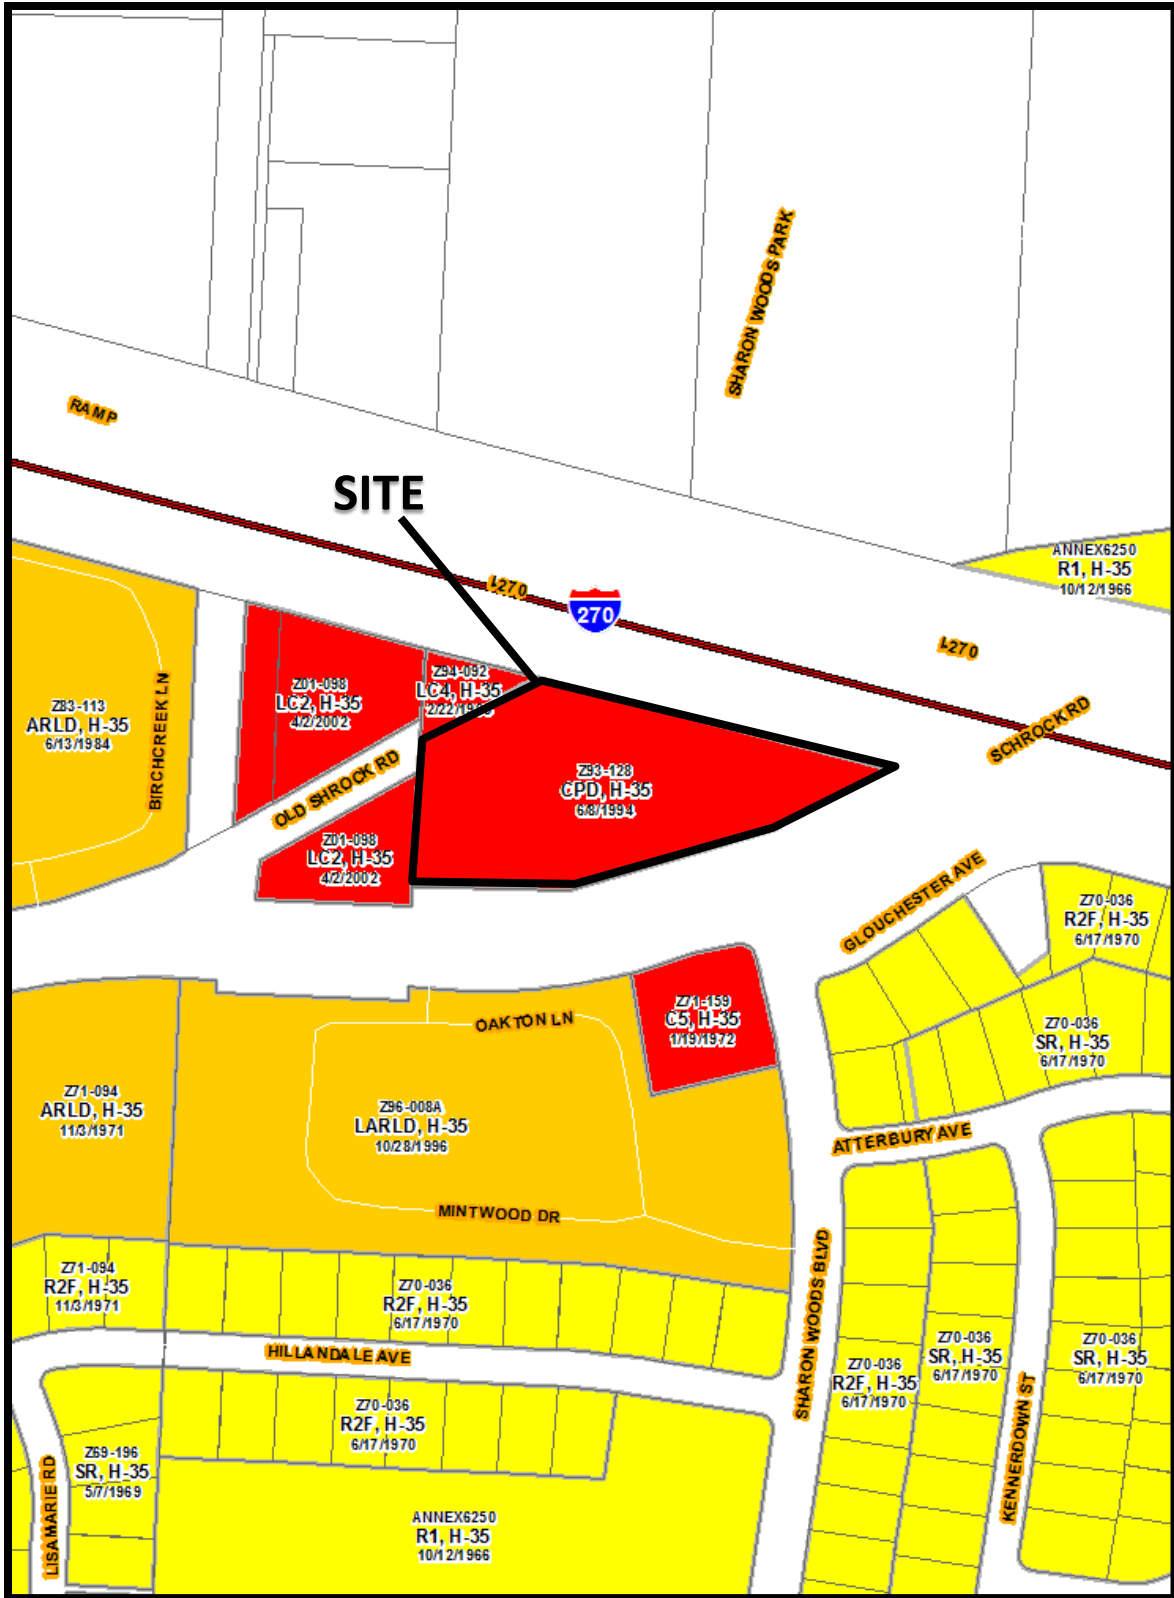 SHARON WOODS PARK
RAMP
SITE
I-270
270
ANNEX6250
R1, H-35
10/12/1966
I-270
SCHROCK RD
Z83-113
ARLD, H-35
6/13/1984
BIRCHCREEK LN
Z01-098
LC2, H-35
4/2/2002
Z94-092
LC4, H-35
OLD SHROCK RD
Z93-128
CPD, H-35
6/8/1994
Z01-098
LC2, H-35
4/2/2002
GLOUCHESTER AVE
Z70-036
R2F, H-35
6/17/1970
Z71-159
C5, H-35
1/19/1972
OAKTON LN
Z70-036
SR, H-35
6/17/1970
Z71-094
ARLD, H-35
11/3/1971
Z96-008A
LARLD, H-35
10/28/1996
ATTERBURY AVE
MINTWOOD DR
Z71-094
R2F, H-35
11/3/1971
Z70-036
R2F, H-35
6/17/1970
SHARON WOODS BLVD
HILLANDALE AVE
Z70-036
R2F, H-35
6/17/1970
Z70-036
SR, H-35
6/17/1970
Z70-036
SR, H-35
6/17/1970
KENNERDOWN ST
Z70-036
R2F, H-35
6/17/1970
Z69-196
SR, H-35
5/7/1969
LISAMARIE RD
ANNEX6250
R1, H-35
10/12/1966